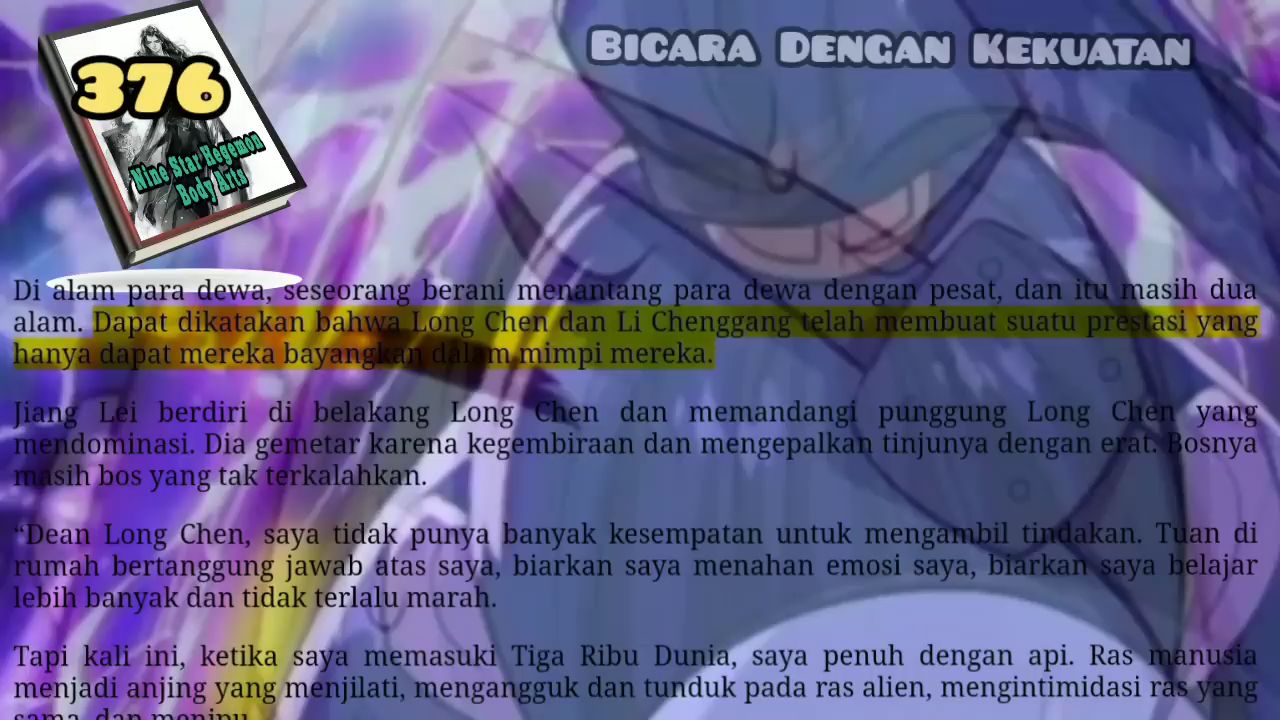 Bicara Dengan Kekuatan
376
Nine Star Hegemon
Body Arts
Di alam para dewa, seseorang berani menantang para dewa dengan pesat, dan itu masih dua
alam. Dapat dikatakan bahwa Long Chen dan Li Chenggang telah membuat suatu prestasi yang
hanya dapat mereka bayangkan dalam mimpi mereka.
Jiang Lei berdiri di belakang Long Chen dan memandangi punggung Long Chen yang
mendominasi. Dia gemetar karena kegembiraan dan mengepalkan tinjunya dengan erat. Bosnya
masih bos yang tak terkalahkan.
“Dean Long Chen, saya tidak punya banyak kesempatan untuk mengambil tindakan. Tuan di
rumah bertanggung jawab atas saya, biarkan saya menahan emosi saya, biarkan saya belajar
lebih banyak dan tidak terlalu marah.
Tapi kali ini, ketika saya memasuki Tiga Ribu Dunia, saya penuh dengan api. Ras manusia
menjadi anjing yang menjilati, mengangguk dan tunduk pada ras alien, mengintimidasi ras yang
sama, dan menipu